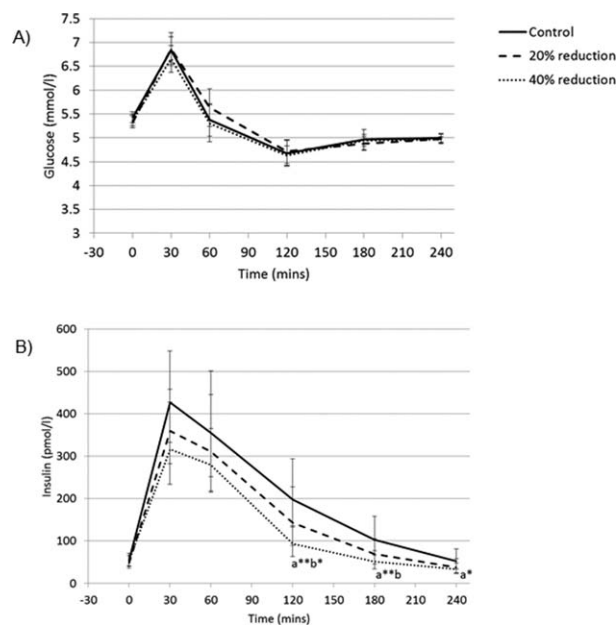 A)
Glucose (mmol/l)
7.5
7
6.5
6
5.5
5
4.5
4
3.5
3
-30 0 30 60 90 120 150 180 210 240
Time (mins)
Control
20% reduction
40% reduction
B)
Insulin (pmol/l)
600
500
400
300
200
100
0
a**b* a**b a*
-30 0 30 60 90 120 150 180 210 240
Time (mins)